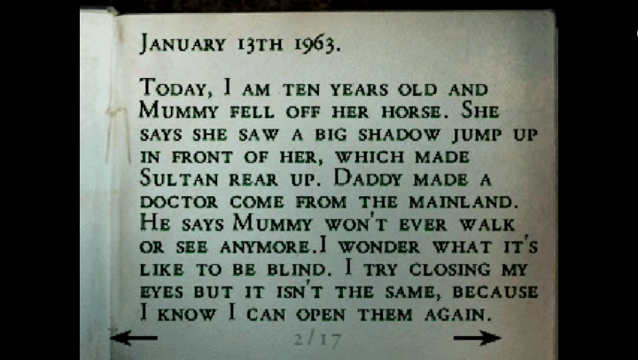 January 13th 1963.
Today, I am ten years old and
Mummy fell off her horse. She
says she saw a big shadow jump up
in front of her, which made
Sultan rear up. Daddy made a
doctor come from the mainland.
He says Mummy won't ever walk
or see anymore.I wonder what it's
like to be blind. I try closing my
eyes but it isn't the same, because
I know I can open them again.
2/17